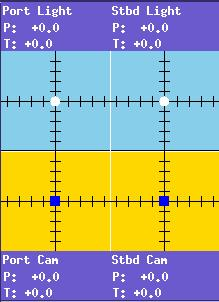 Port Light
P:  +0.0
T: +0.0
Stbd Light
P:  +0.0
T: +0.0
Port Cam
P:  +0.0
T: +0.0
Stbd Cam
P:  +0.0
T: +0.0